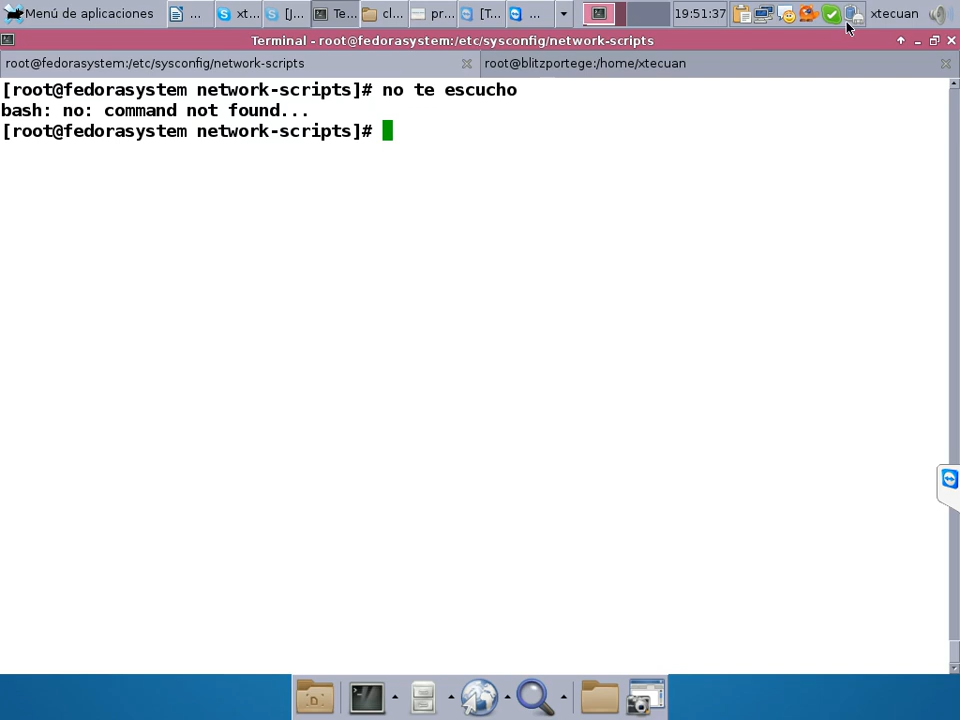 Menú de aplicaciones ... xt... [J... Te... cl... pr... [T... ... 19:51:37 xtecuan
Terminal - root@fedorasystem:/etc/sysconfig/network-scripts
root@fedorasystem:/etc/sysconfig/network-scripts root@blitzportege:/home/xtecuan
[root@fedorasystem network-scripts]# no te escucho
bash: no: command not found...
[root@fedorasystem network-scripts]#